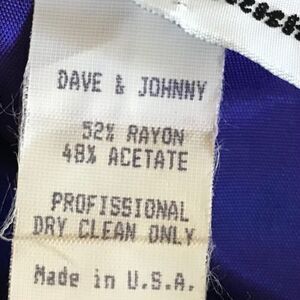 DAVE & JOHNNY
52% RAYON
48% ACETATE
PROFISSIONAL
DRY CLEAN ONLY
Made in U.S.A.